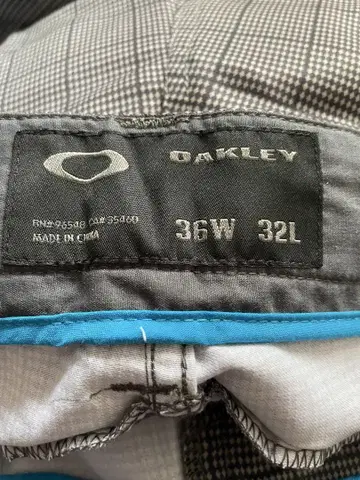 OAKLEY
RN# 96548 CA# 35460
MADE IN CHINA
36W 32L